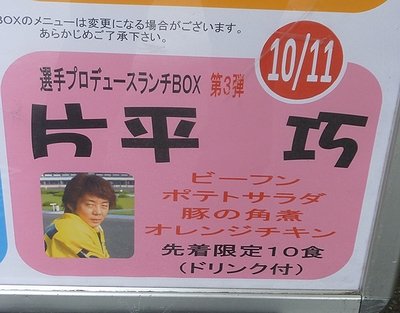 BOXのメニューは変更になる場合がございます。
あらかじめご了承下さい。
10/11
選手プロデュースランチBOX 第3弾
片平 巧
ビーフン
ポテトサラダ
豚の角煮
オレンジチキン
先着限定10食
(ドリンク付)